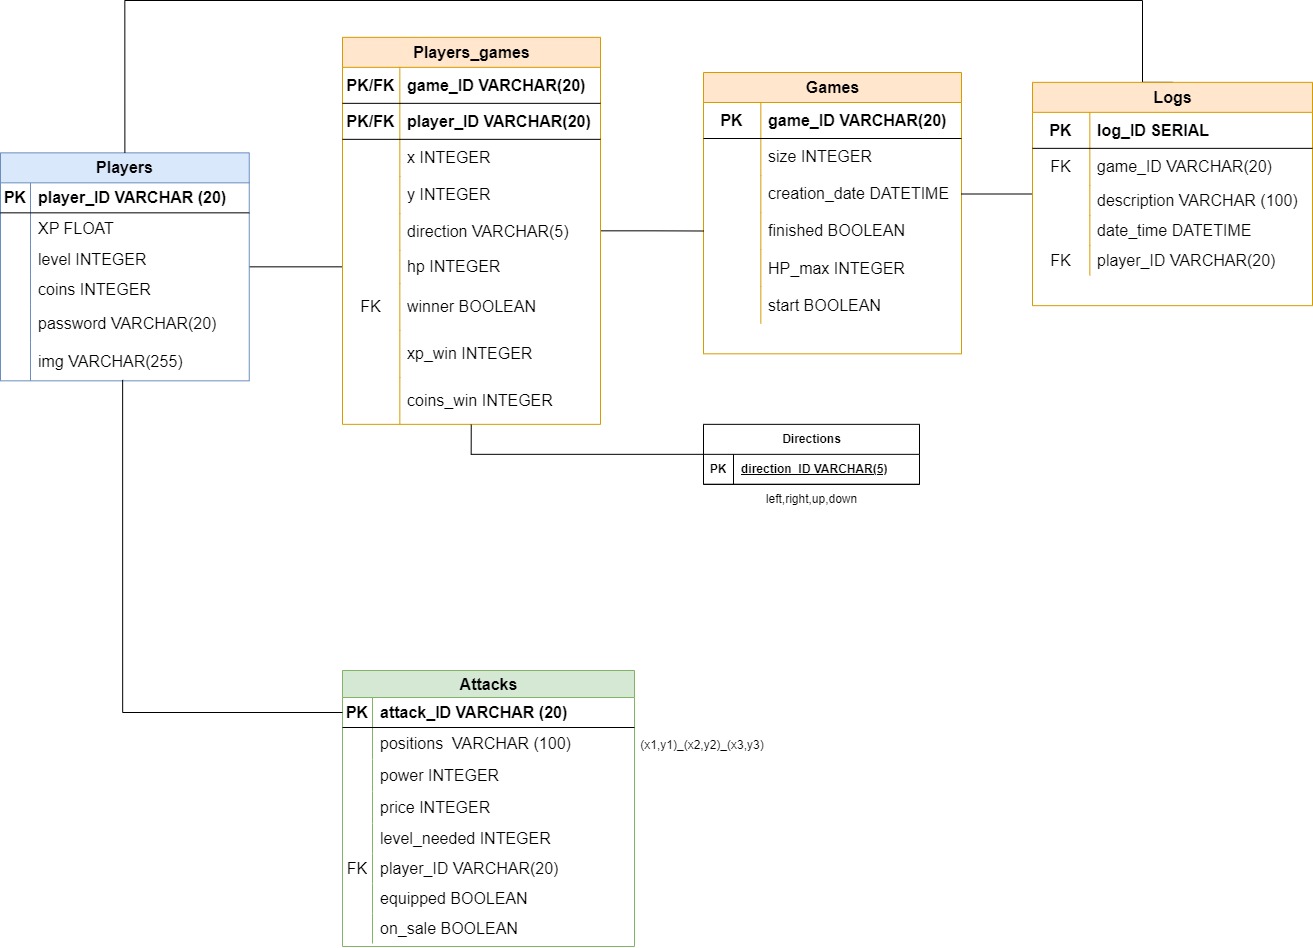 Players
PK player_ID VARCHAR (20)
XP FLOAT
level INTEGER
coins INTEGER
password VARCHAR(20)
img VARCHAR(255)
Players_games
PK/FK game_ID VARCHAR(20)
PK/FK player_ID VARCHAR(20)
x INTEGER
y INTEGER
direction VARCHAR(5)
hp INTEGER
FK winner BOOLEAN
xp_win INTEGER
coins_win INTEGER
Games
PK game_ID VARCHAR(20)
size INTEGER
creation_date DATETIME
finished BOOLEAN
HP_max INTEGER
start BOOLEAN
Logs
PK log_ID SERIAL
FK game_ID VARCHAR(20)
description VARCHAR (100)
date_time DATETIME
FK player_ID VARCHAR(20)
Directions
PK direction_ID VARCHAR(5)
left,right,up,down
Attacks
PK attack_ID VARCHAR (20)
positions VARCHAR (100) (x1,y1)_(x2,y2)_(x3,y3)
power INTEGER
price INTEGER
level_needed INTEGER
FK player_ID VARCHAR(20)
equipped BOOLEAN
on_sale BOOLEAN